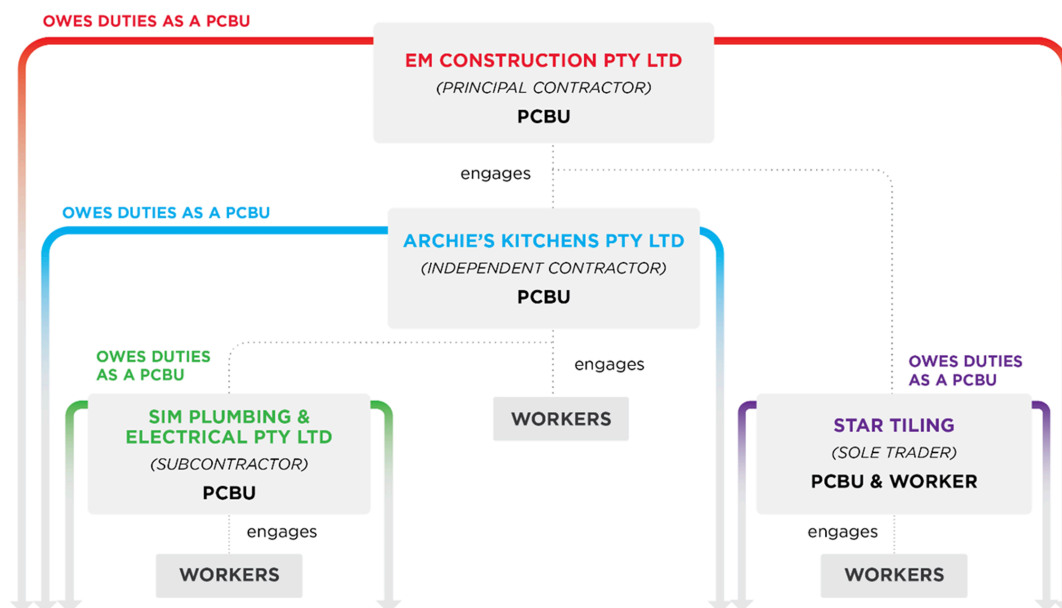 OWES DUTIES AS A PCBU
EM CONSTRUCTION PTY LTD
(PRINCIPAL CONTRACTOR)
PCBU
engages
OWES DUTIES AS A PCBU
ARCHIE’S KITCHENS PTY LTD
(INDEPENDENT CONTRACTOR)
PCBU
OWES DUTIES
AS A PCBU
engages
OWES DUTIES
AS A PCBU
SIM PLUMBING &
ELECTRICAL PTY LTD
(SUBCONTRACTOR)
PCBU
WORKERS
STAR TILING
(SOLE TRADER)
PCBU & WORKER
engages
WORKERS
engages
WORKERS